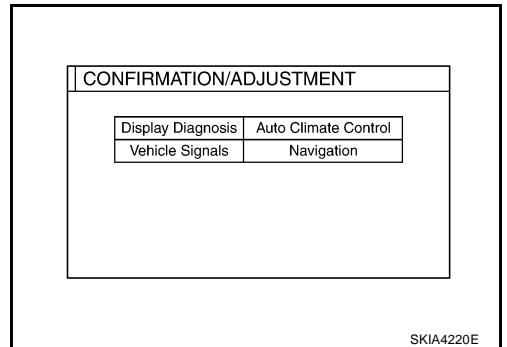 CONFIRMATION/ADJUSTMENT
Display Diagnosis Auto Climate Control
Vehicle Signals Navigation
SKIA4220E